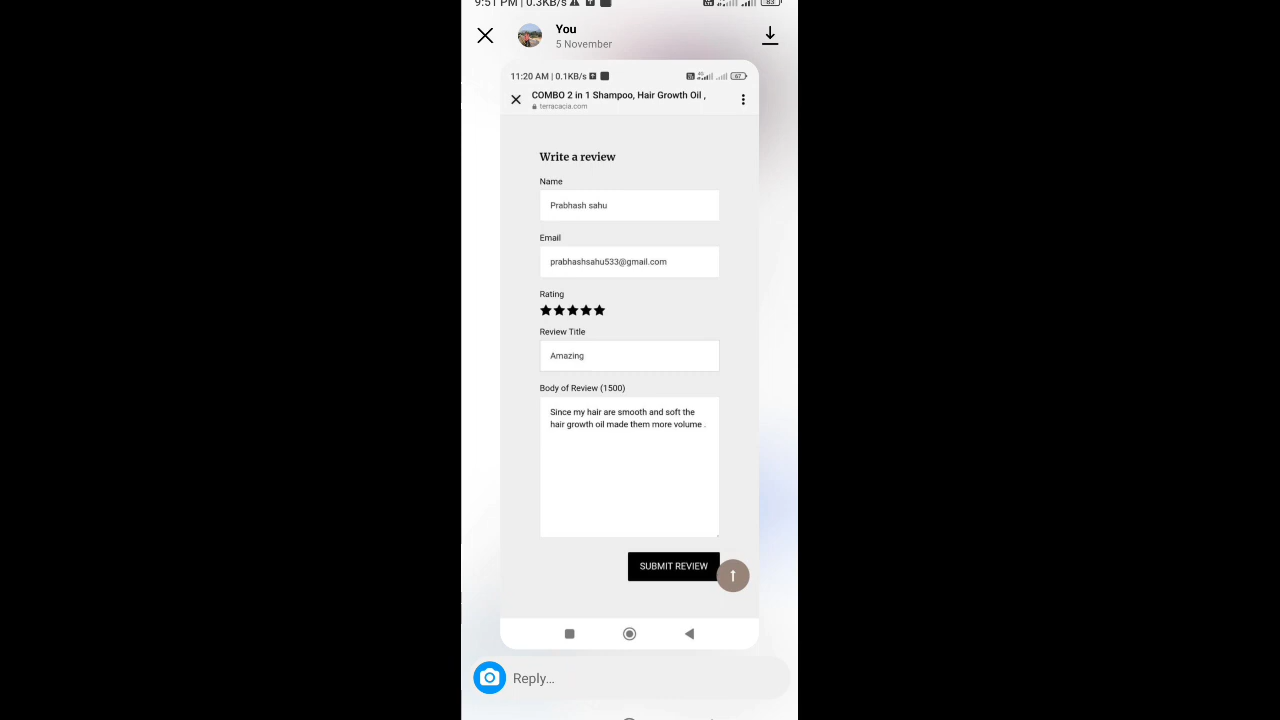 9:51 PM | 0.3KB/s
83
You
5 November
11:20 AM | 0.1KB/s
4G
67
COMBO 2 in 1 Shampoo, Hair Growth Oil ,
terracacia.com
Write a review
Name
Prabhash sahu
Email
prabhashsahu533@gmail.com
Rating
Review Title
Amazing
Body of Review (1500)
Since my hair are smooth and soft the
hair growth oil made them more volume .
SUBMIT REVIEW
Reply...